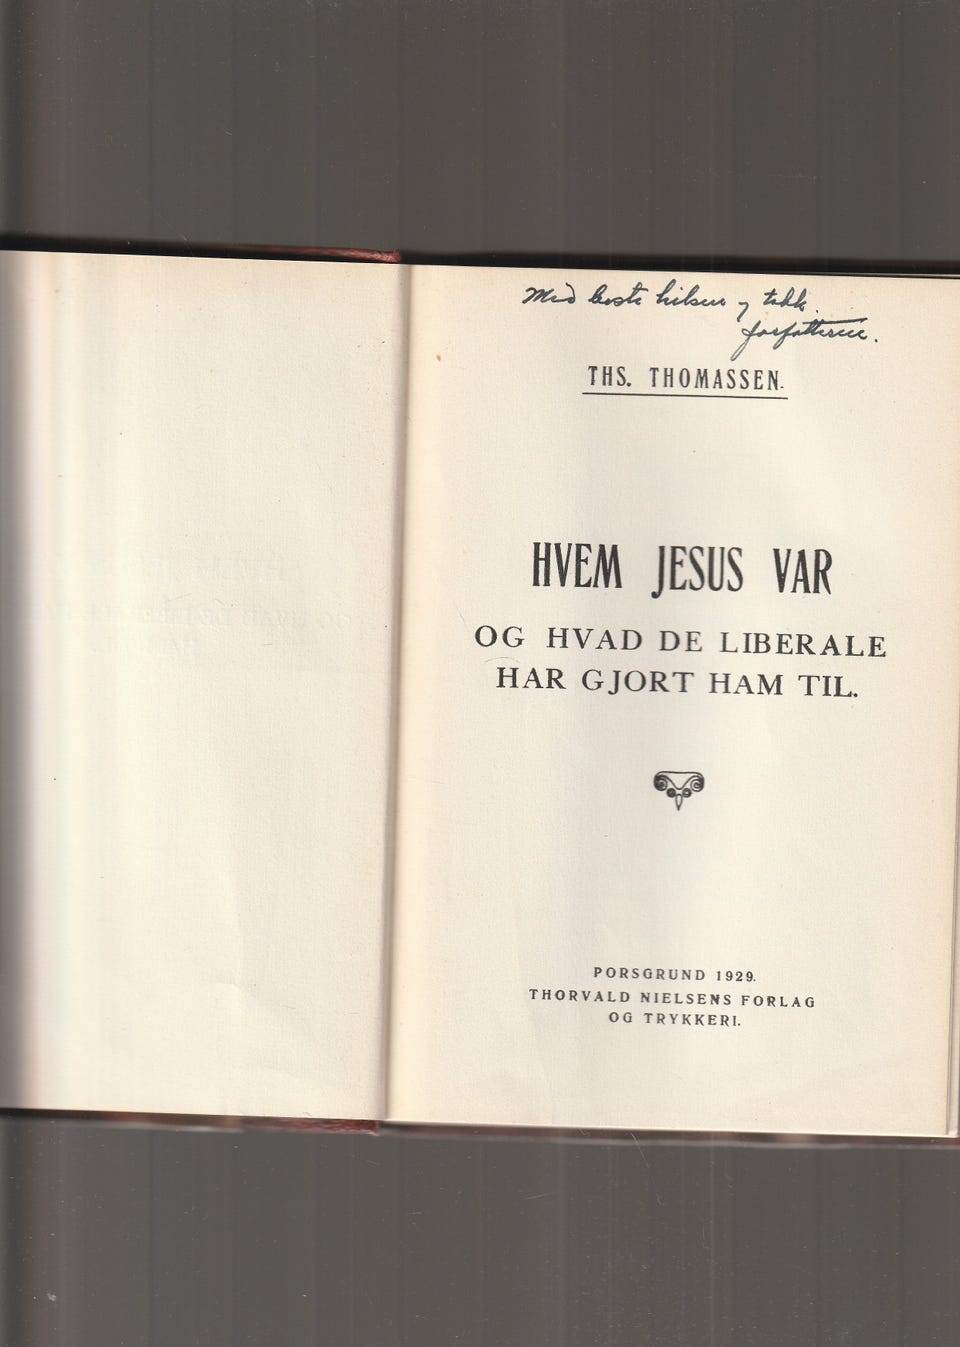 Med beste hilsen og takk.
forfatteren.
THS. THOMASSEN.
HVEM JESUS VAR
OG HVAD DE LIBERALE
HAR GJORT HAM TIL.
PORSGRUND 1929.
THORVALD NIELSENS FORLAG
OG TRYKKERI.